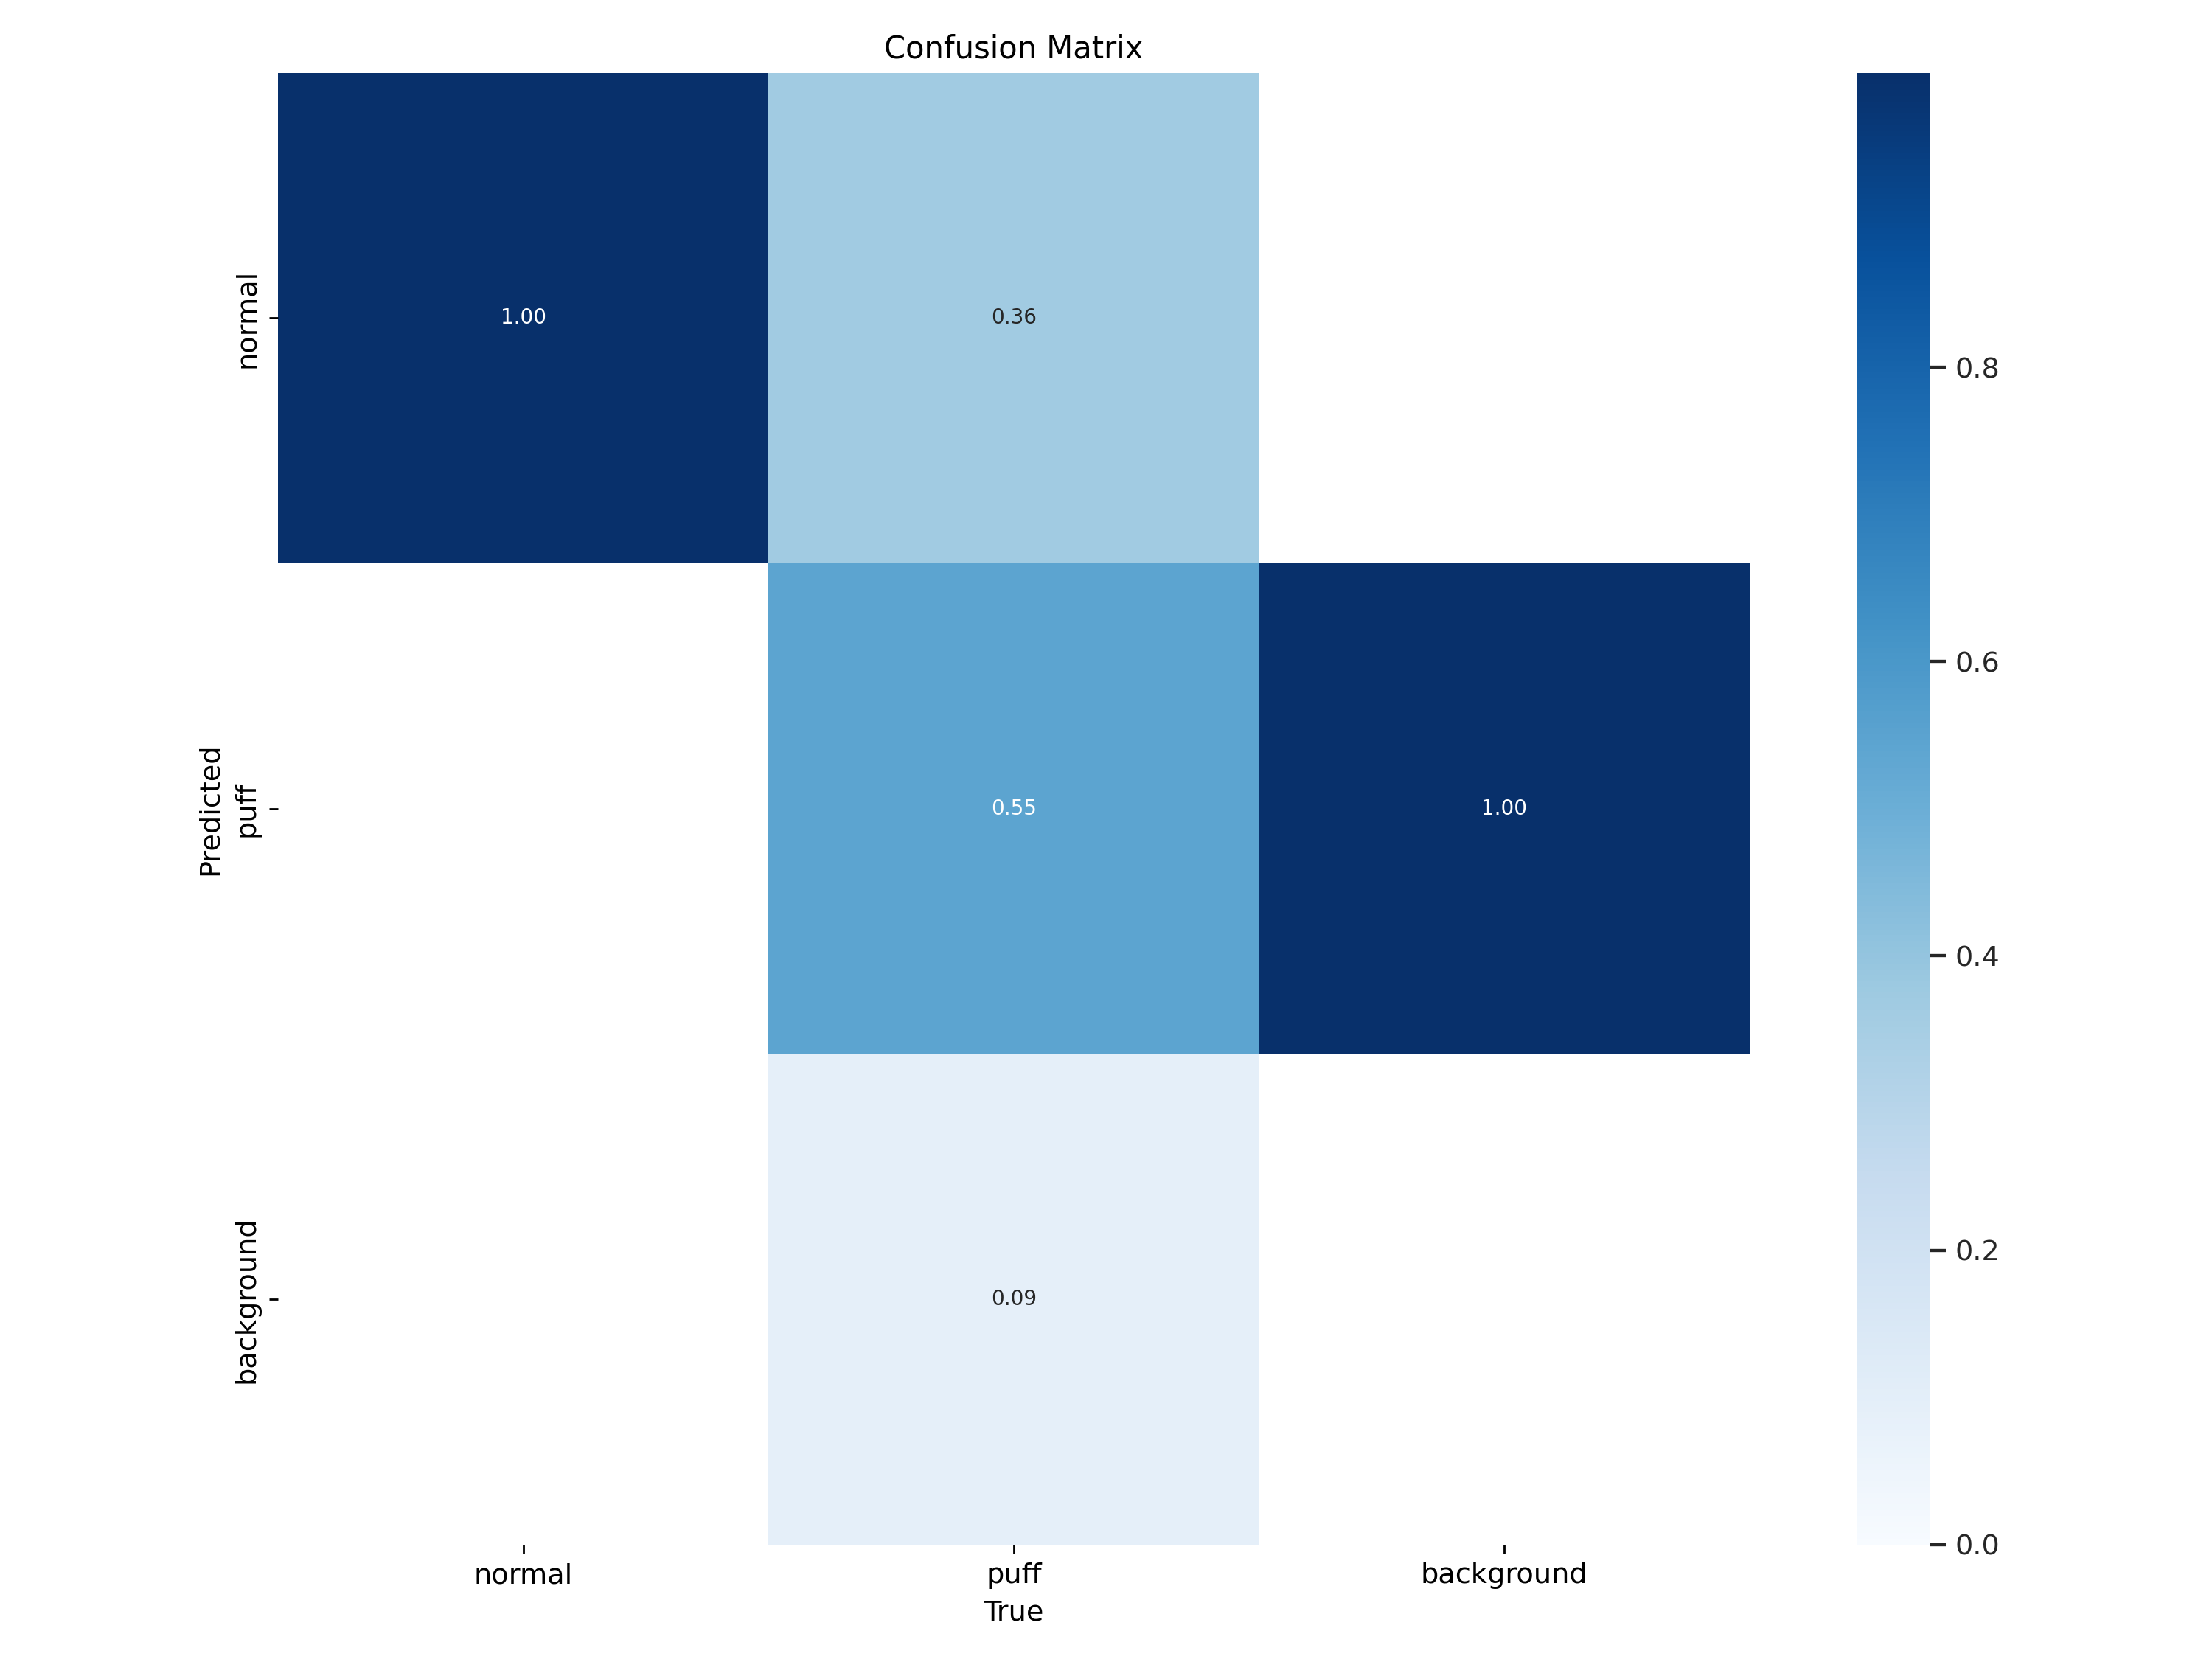 Confusion Matrix
normal
1.00
0.36
0.8
0.6
Predicted
puff
0.55
1.00
0.4
0.2
background
0.09
0.0
normal
puff
background
True